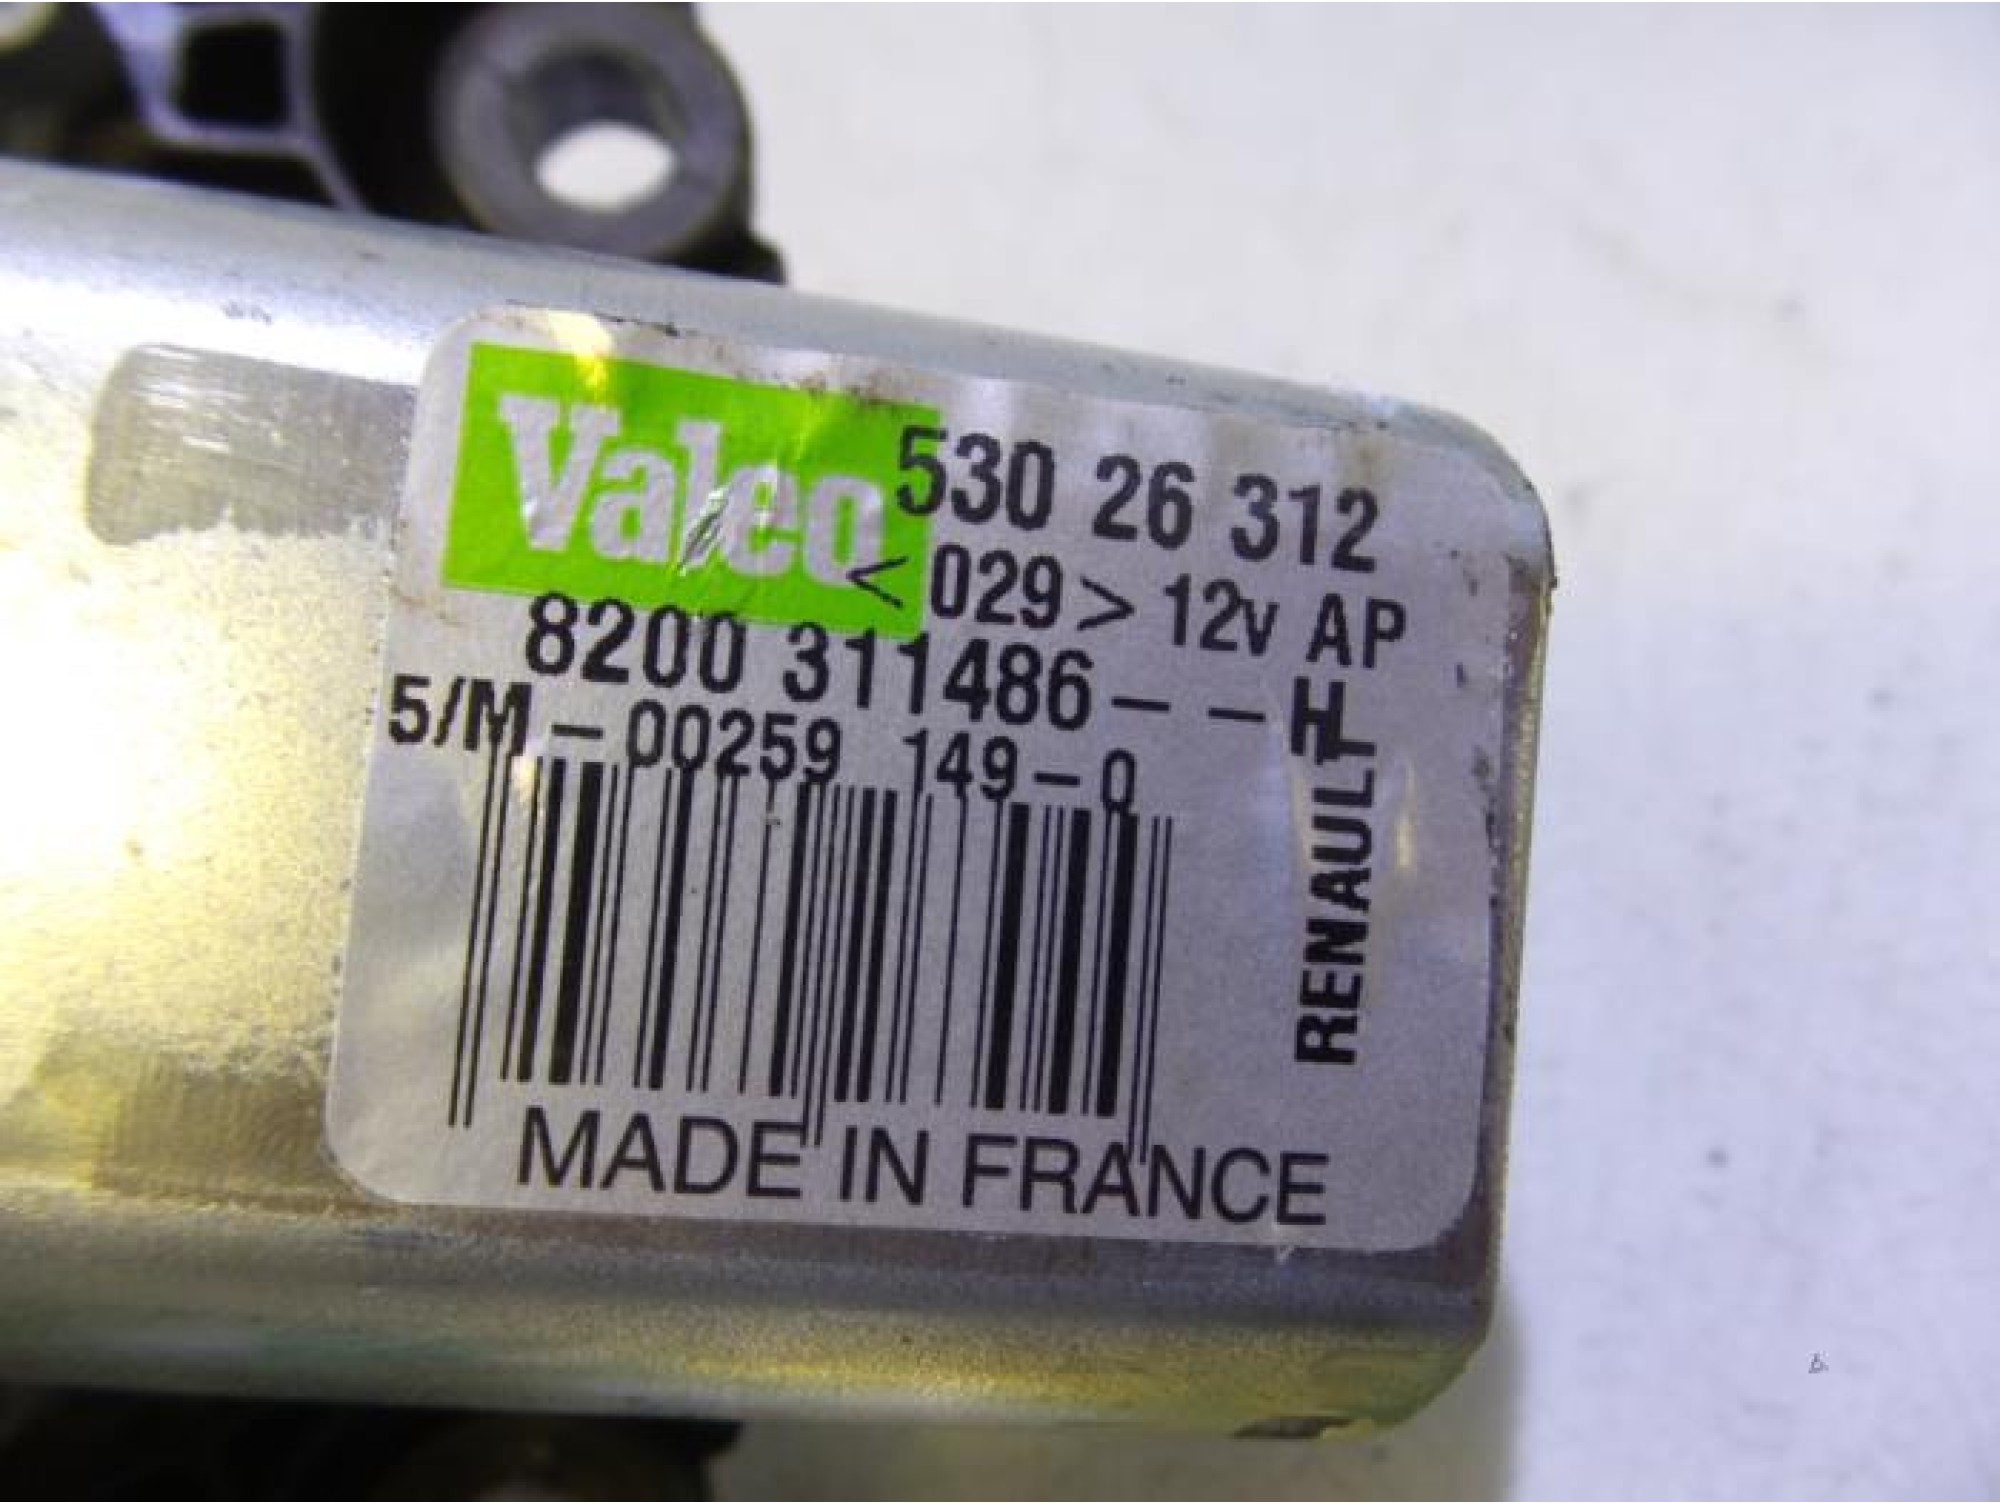 Valeo 530 26 312
< 029 > 12v AP
8200 311486 - - H
5/M - 00259 149 - 0
RENAULT
MADE IN FRANCE